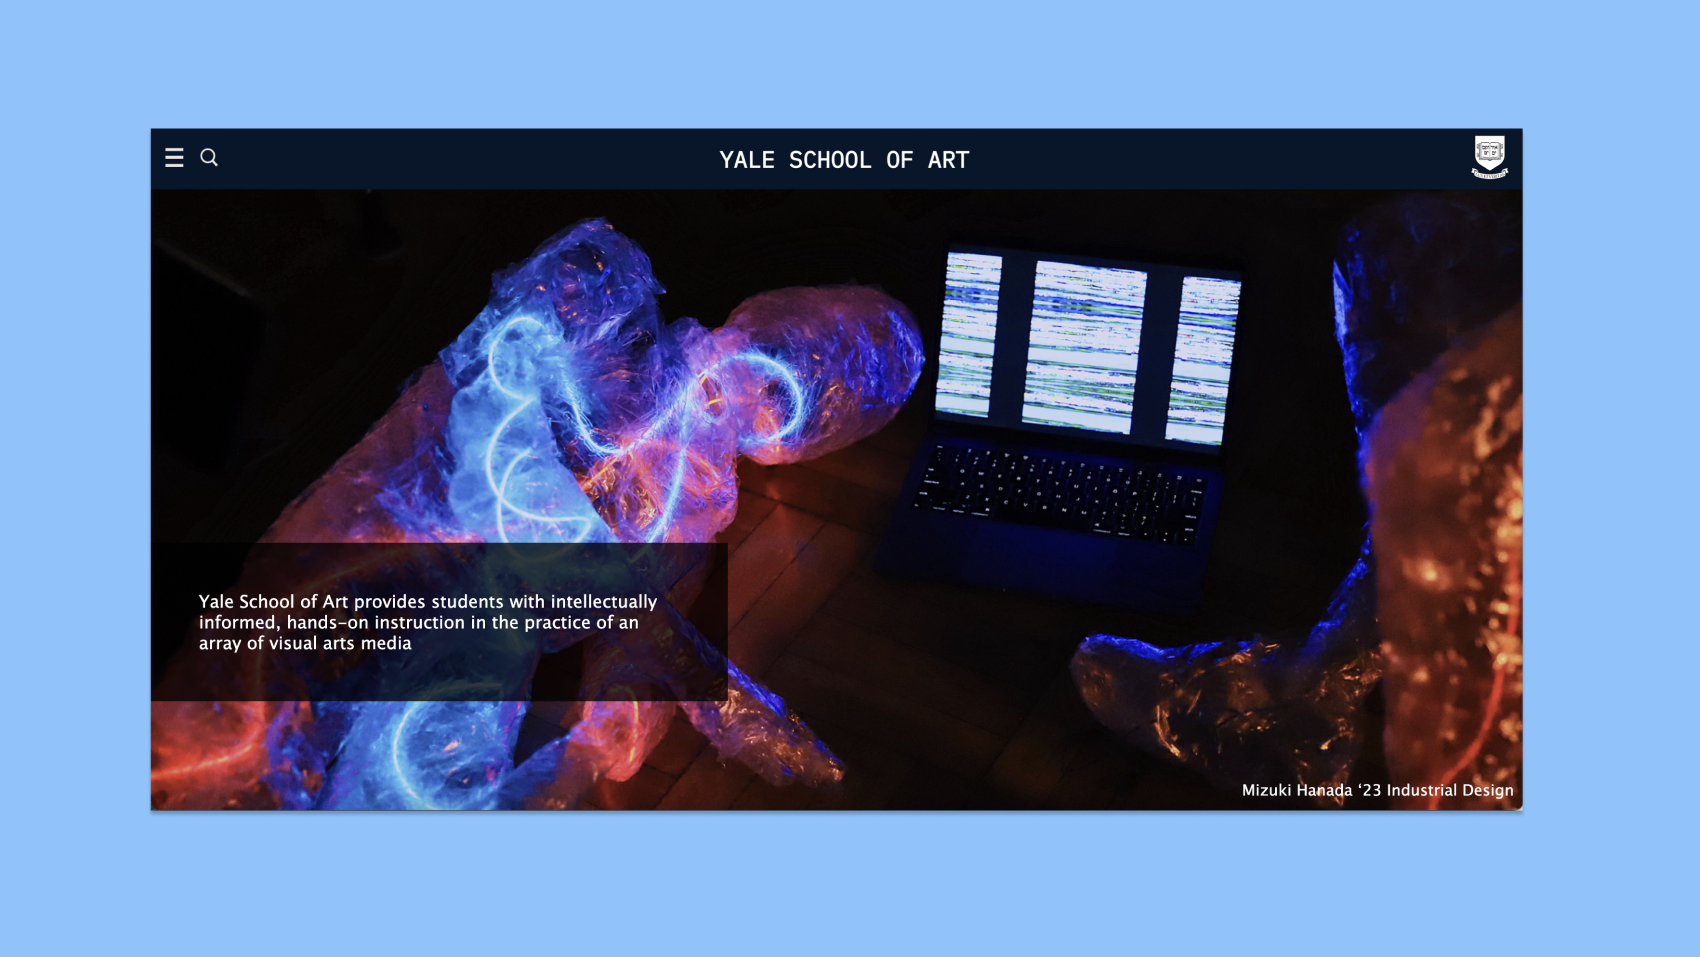 YALE SCHOOL OF ART
Yale School of Art provides students with intellectually
informed, hands-on instruction in the practice of an
array of visual arts media
Mizuki Hanada ‘23 Industrial Design